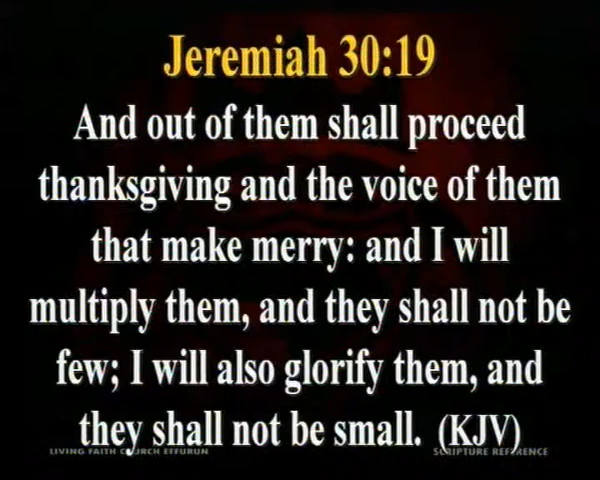 Jeremiah 30:19
And out of them shall proceed
thanksgiving and the voice of them
that make merry: and I will
multiply them, and they shall not be
few; I will also glorify them, and
they shall not be small. (KJV)
LIVING FAITH CHURCH EFFURUN SCRIPTURE REFERENCE